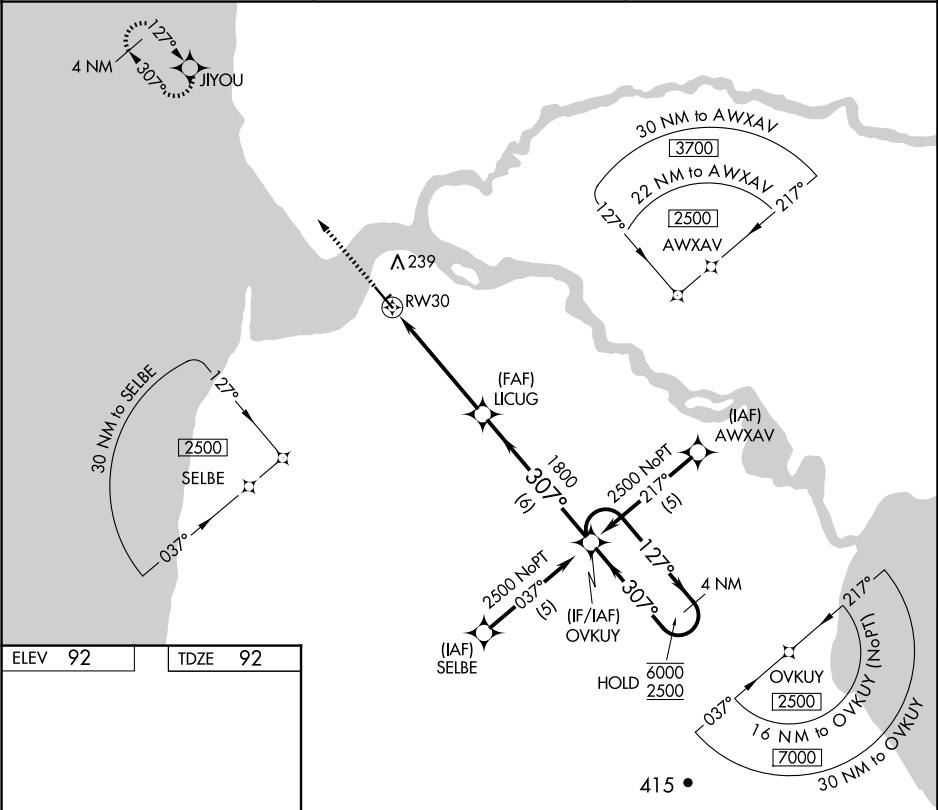 127°
4 NM
307°
JIYOU
30 NM to AWXAV
3700
22 NM to AWXAV
127°
217°
2500
AWXAV
239
RW30
30 NM to SELBE
127°
2500
SELBE
037°
(FAF)
LICUG
1800
307°
(6)
(IAF)
AWXAV
2500 NoPT
217°
(5)
2500 NoPT
037°
(5)
127°
307°
4 NM
(IF/IAF)
OVKUY
(IAF)
SELBE
HOLD 6000
2500
217°
OVKUY
2500
037°
16 NM to OVKUY (NoPT)
7000
30 NM to OVKUY
415
ELEV 92
TDZE 92